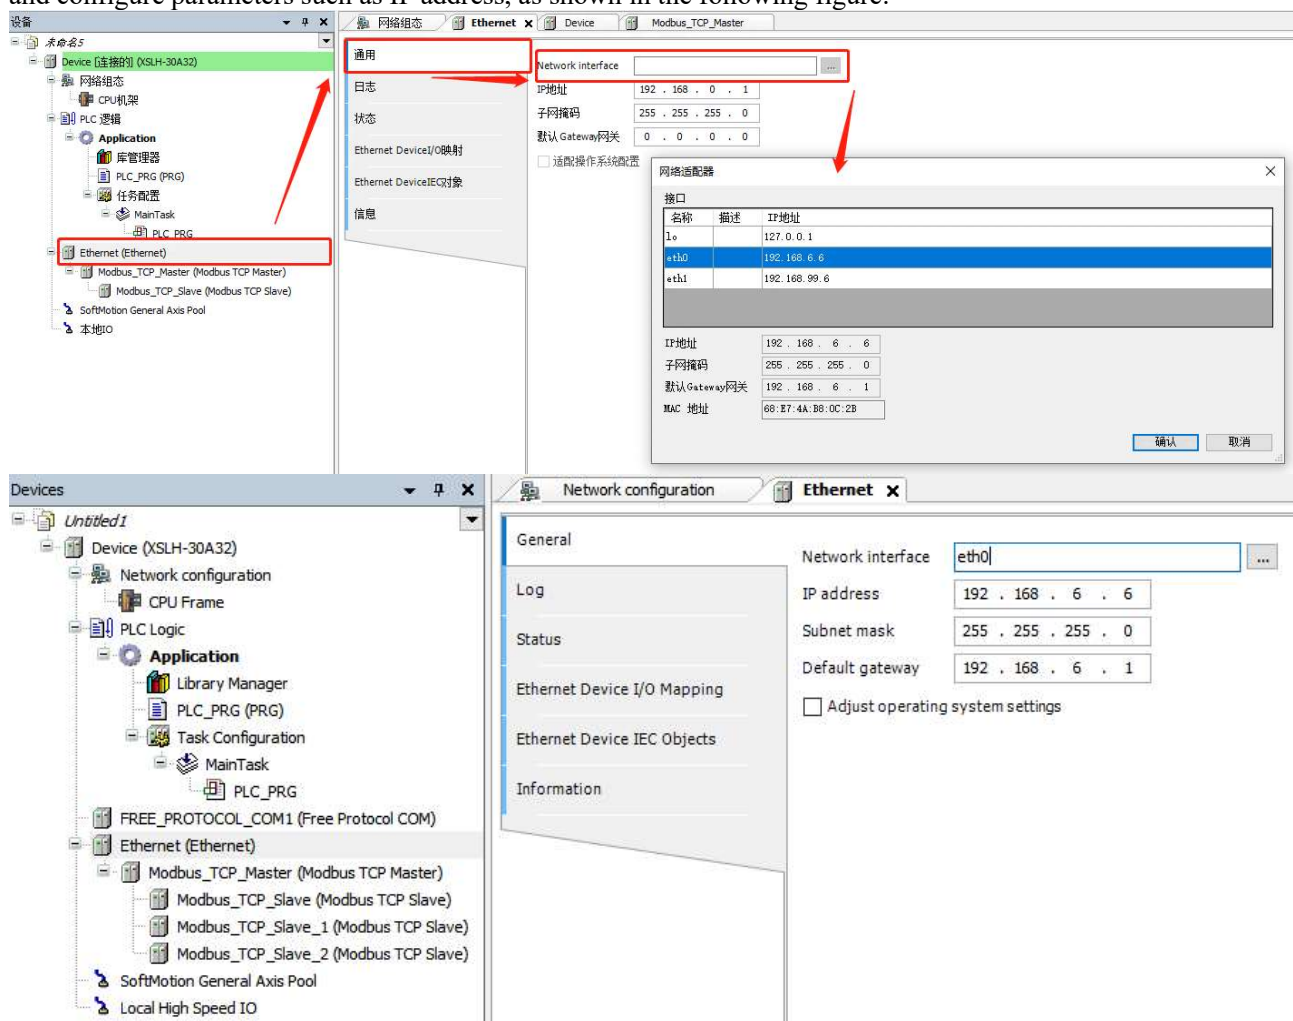 and configure parameters such as IP address, as shown in the following figure.
设备
网络组态
Ethernet
Device
Modbus_TCP_Master
未命名5
Device [连接的] (XSLH-30A32)
网络组态
CPU机架
PLC 逻辑
Application
库管理器
PLC_PRG (PRG)
任务配置
MainTask
PLC_PRG
Ethernet (Ethernet)
Modbus_TCP_Master (Modbus TCP Master)
Modbus_TCP_Slave (Modbus TCP Slave)
SoftMotion General Axis Pool
本地IO
通用
日志
状态
Ethernet DeviceI/O映射
Ethernet DeviceIEC对象
信息
Network interface
...
IP地址 192 . 168 . 0 . 1
子网掩码 255 . 255 . 255 . 0
默认Gateway网关 0 . 0 . 0 . 0
适配操作系统配置
网络适配器
接口
名称 描述 IP地址
lo 127.0.0.1
eth0 192.168.6.6
eth1 192.168.99.6
IP地址 192 . 168 . 6 . 6
子网掩码 255 . 255 . 255 . 0
默认Gateway网关 192 . 168 . 6 . 1
MAC 地址 68:E7:4A:B8:0C:2B
确认 取消
Devices
Network configuration
Ethernet
Untitled1
Device (XSLH-30A32)
Network configuration
CPU Frame
PLC Logic
Application
Library Manager
PLC_PRG (PRG)
Task Configuration
MainTask
PLC_PRG
FREE_PROTOCOL_COM1 (Free Protocol COM)
Ethernet (Ethernet)
Modbus_TCP_Master (Modbus TCP Master)
Modbus_TCP_Slave (Modbus TCP Slave)
Modbus_TCP_Slave_1 (Modbus TCP Slave)
Modbus_TCP_Slave_2 (Modbus TCP Slave)
SoftMotion General Axis Pool
Local High Speed IO
General
Log
Status
Ethernet Device I/O Mapping
Ethernet Device IEC Objects
Information
Network interface eth0 ...
IP address 192 . 168 . 6 . 6
Subnet mask 255 . 255 . 255 . 0
Default gateway 192 . 168 . 6 . 1
Adjust operating system settings